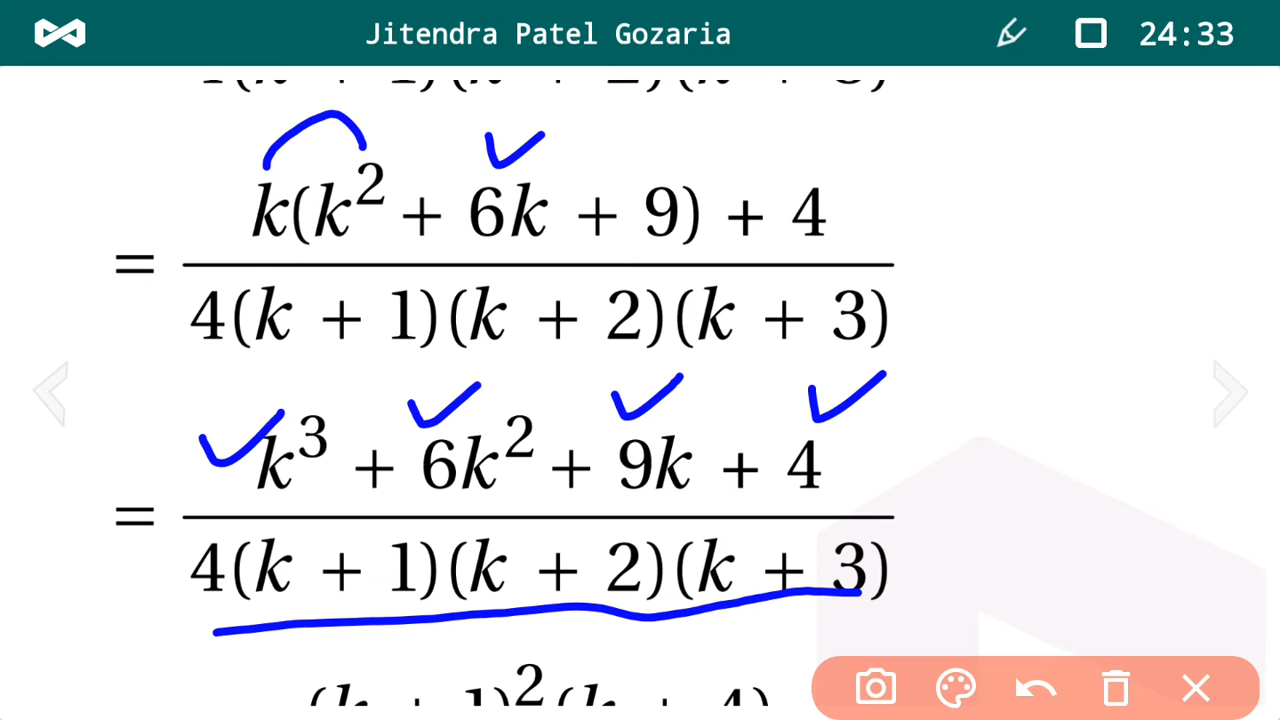 Jitendra Patel Gozaria 24:33
k(k² + 6k + 9) + 4
= 4(k + 1)(k + 2)(k + 3)
k³ + 6k² + 9k + 4
= 4(k + 1)(k + 2)(k + 3)